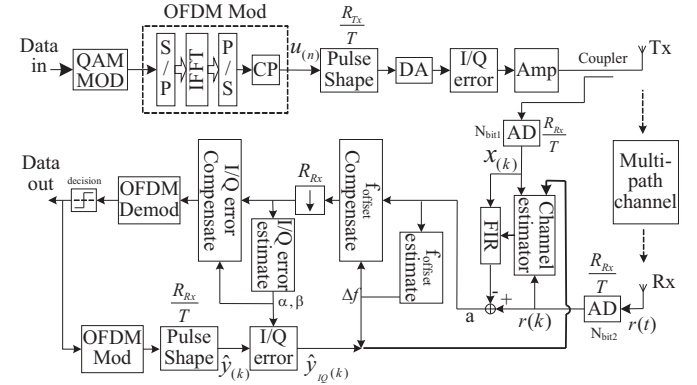 OFDM Mod
Data in
QAM MOD
S/P
IFFT
P/S
CP
u(n)
R_Tx/T
Pulse Shape
DA
I/Q error
Amp
Coupler
Tx
N_bit1
AD
R_Rx/T
x(k)
Multi-path channel
Data out
decision
OFDM Demod
I/Q error Compensate
I/Q error estimate
R_Rx
f_offset Compensate
f_offset estimate
FIR
Channel estimator
α, β
Δf
a
-
+
r(k)
R_Rx/T
AD
N_bit2
Rx
r(t)
OFDM Mod
R_Rx/T
Pulse Shape
ŷ(k)
I/Q error
ŷ_IQ(k)